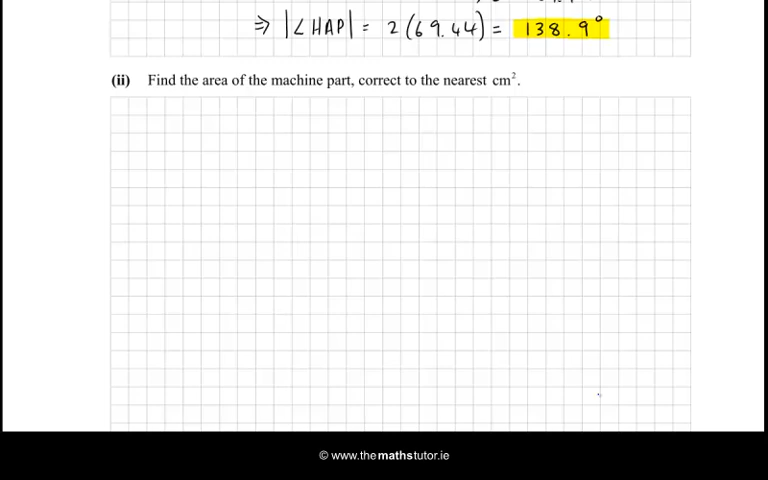 ⇒ |∠HAP| = 2(69.44) = 138.9°
(ii) Find the area of the machine part, correct to the nearest cm².
© www.themathstutor.ie